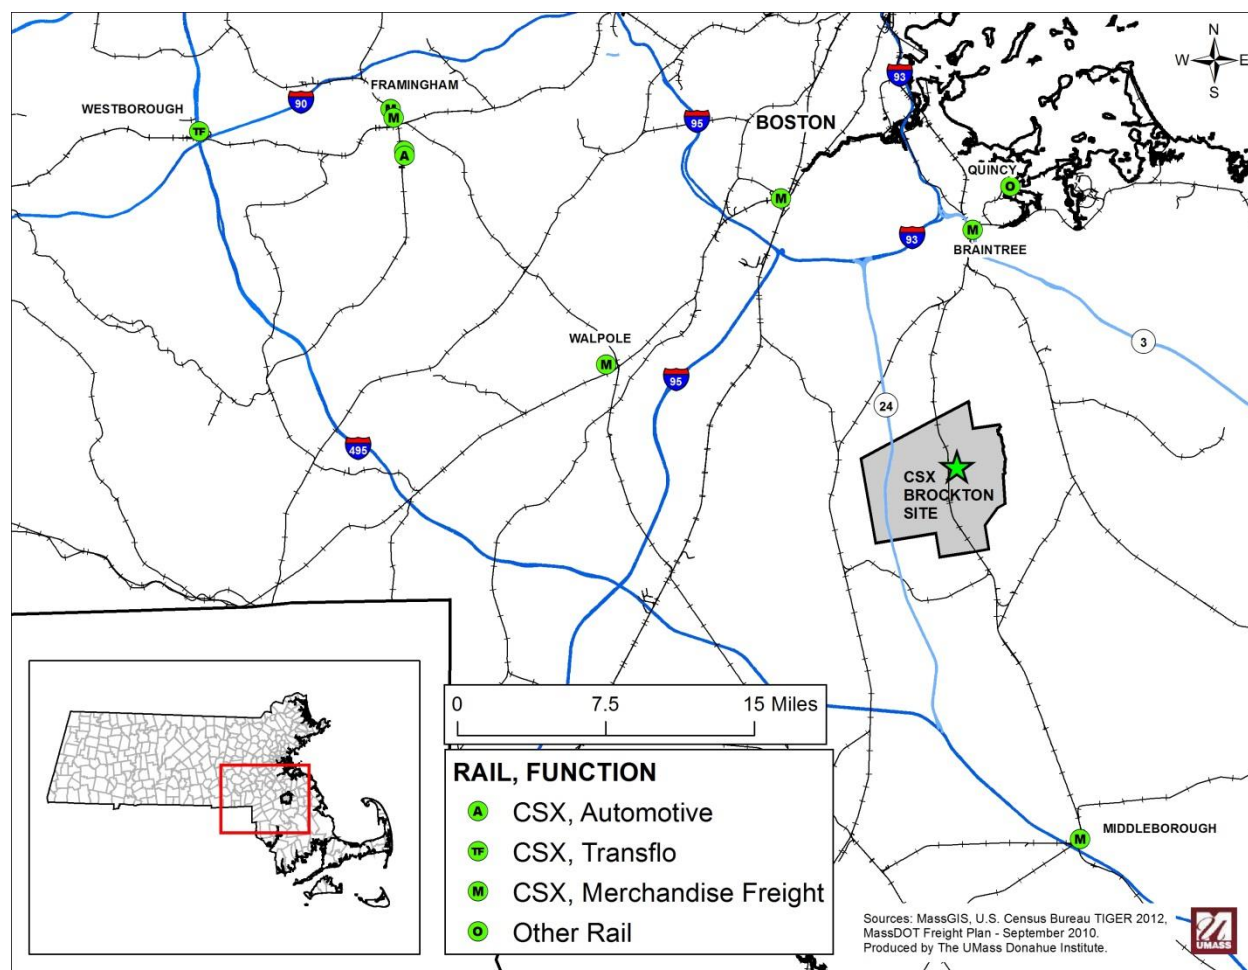 N
W E
S
93
FRAMINGHAM
90
WESTBOROUGH
M
M
TF
95
BOSTON
A
QUINCY
O
M
M
93
BRAINTREE
3
WALPOLE
M
95
24
495
CSX
BROCKTON
SITE
0 7.5 15 Miles
RAIL, FUNCTION
A CSX, Automotive
TF CSX, Transflo
M CSX, Merchandise Freight
O Other Rail
MIDDLEBOROUGH
M
Sources: MassGIS, U.S. Census Bureau TIGER 2012,
MassDOT Freight Plan - September 2010.
Produced by The UMass Donahue Institute.
UMASS